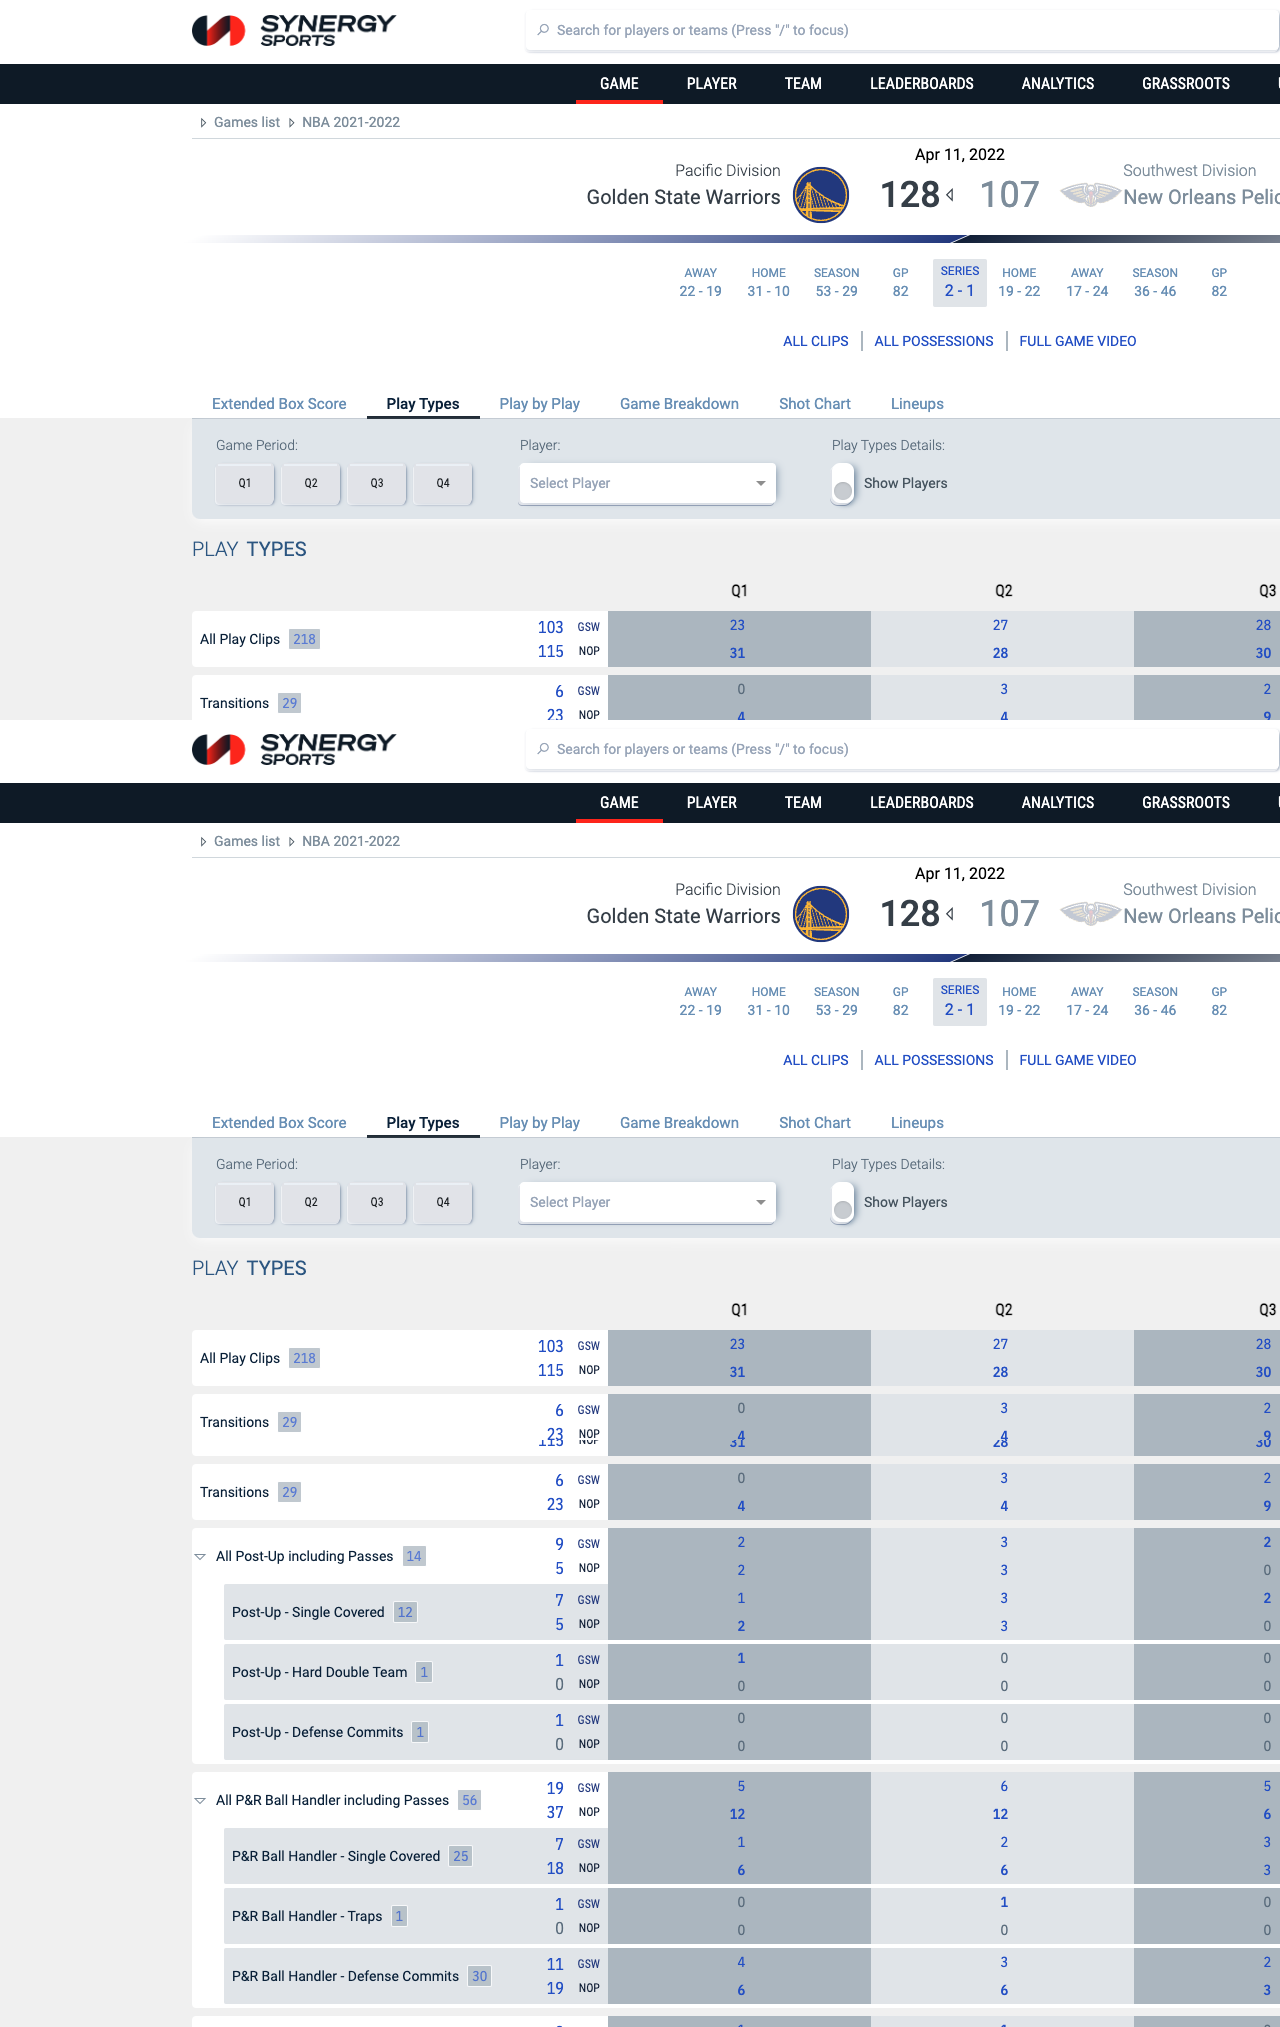 SYNERGY
SPORTS
Search for players or teams (Press "/" to focus)
GAME PLAYER TEAM LEADERBOARDS ANALYTICS GRASSROOTS
Games list NBA 2021-2022
Apr 11, 2022
Pacific Division Southwest Division
Golden State Warriors 128 107 New Orleans Pelic
AWAY HOME SEASON GP SERIES HOME AWAY SEASON GP
22 - 19 31 - 10 53 - 29 82 2 - 1 19 - 22 17 - 24 36 - 46 82
ALL CLIPS ALL POSSESSIONS FULL GAME VIDEO
Extended Box Score Play Types Play by Play Game Breakdown Shot Chart Lineups
Game Period: Player: Play Types Details:
Q1 Q2 Q3 Q4 Select Player Show Players
PLAY TYPES
Q1 Q2 Q3
All Play Clips 218
103 GSW 23 27 28
115 NOP 31 28 30
Transitions 29
6 GSW 0 3 2
23 NOP 4 4 9
SYNERGY
SPORTS
Search for players or teams (Press "/" to focus)
GAME PLAYER TEAM LEADERBOARDS ANALYTICS GRASSROOTS
Games list NBA 2021-2022
Apr 11, 2022
Pacific Division Southwest Division
Golden State Warriors 128 107 New Orleans Pelic
AWAY HOME SEASON GP SERIES HOME AWAY SEASON GP
22 - 19 31 - 10 53 - 29 82 2 - 1 19 - 22 17 - 24 36 - 46 82
ALL CLIPS ALL POSSESSIONS FULL GAME VIDEO
Extended Box Score Play Types Play by Play Game Breakdown Shot Chart Lineups
Game Period: Player: Play Types Details:
Q1 Q2 Q3 Q4 Select Player Show Players
PLAY TYPES
Q1 Q2 Q3
All Play Clips 218
103 GSW 23 27 28
115 NOP 31 28 30
Transitions 29
6 GSW 0 3 2
23 NOP 4 4 9
115 NOP 31 28 30
Transitions 29
6 GSW 0 3 2
23 NOP 4 4 9
All Post-Up including Passes 14
9 GSW 2 3 2
5 NOP 2 3 0
Post-Up - Single Covered 12
7 GSW 1 3 2
5 NOP 2 3 0
Post-Up - Hard Double Team 1
1 GSW 1 0 0
0 NOP 0 0 0
Post-Up - Defense Commits 1
1 GSW 0 0 0
0 NOP 0 0 0
All P&R Ball Handler including Passes 56
19 GSW 5 6 5
37 NOP 12 12 6
P&R Ball Handler - Single Covered 25
7 GSW 1 2 3
18 NOP 6 6 3
P&R Ball Handler - Traps 1
1 GSW 0 1 0
0 NOP 0 0 0
P&R Ball Handler - Defense Commits 30
11 GSW 4 3 2
19 NOP 6 6 3